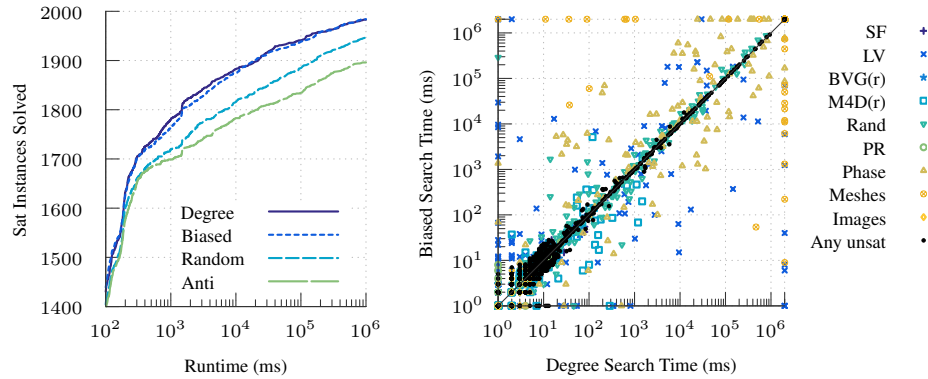 2000
1900
1800
1700
1600
1500
1400
Sat Instances Solved
Degree
Biased
Random
Anti
10^2 10^3 10^4 10^5 10^6
Runtime (ms)
10^6
10^5
10^4
10^3
10^2
10^1
10^0
Biased Search Time (ms)
10^0 10^1 10^2 10^3 10^4 10^5 10^6
Degree Search Time (ms)
SF
LV
BVG(r)
M4D(r)
Rand
PR
Phase
Meshes
Images
Any unsat